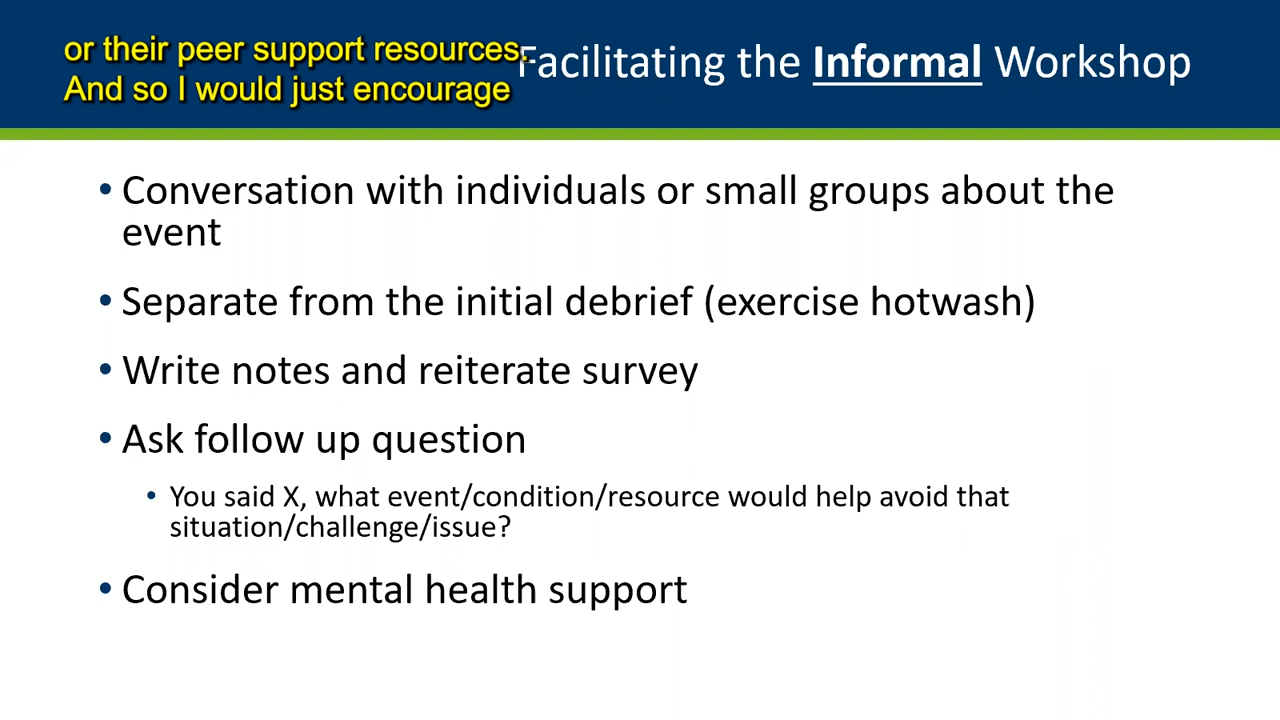 or their peer support resources.
And so I would just encourage
Facilitating the Informal Workshop
• Conversation with individuals or small groups about the
event
• Separate from the initial debrief (exercise hotwash)
• Write notes and reiterate survey
• Ask follow up question
• You said X, what event/condition/resource would help avoid that
situation/challenge/issue?
• Consider mental health support